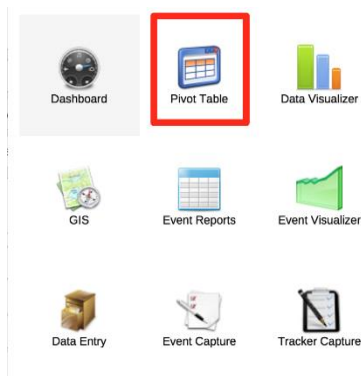 Dashboard
Pivot Table
Data Visualizer
GIS
Event Reports
Event Visualizer
Data Entry
Event Capture
Tracker Capture